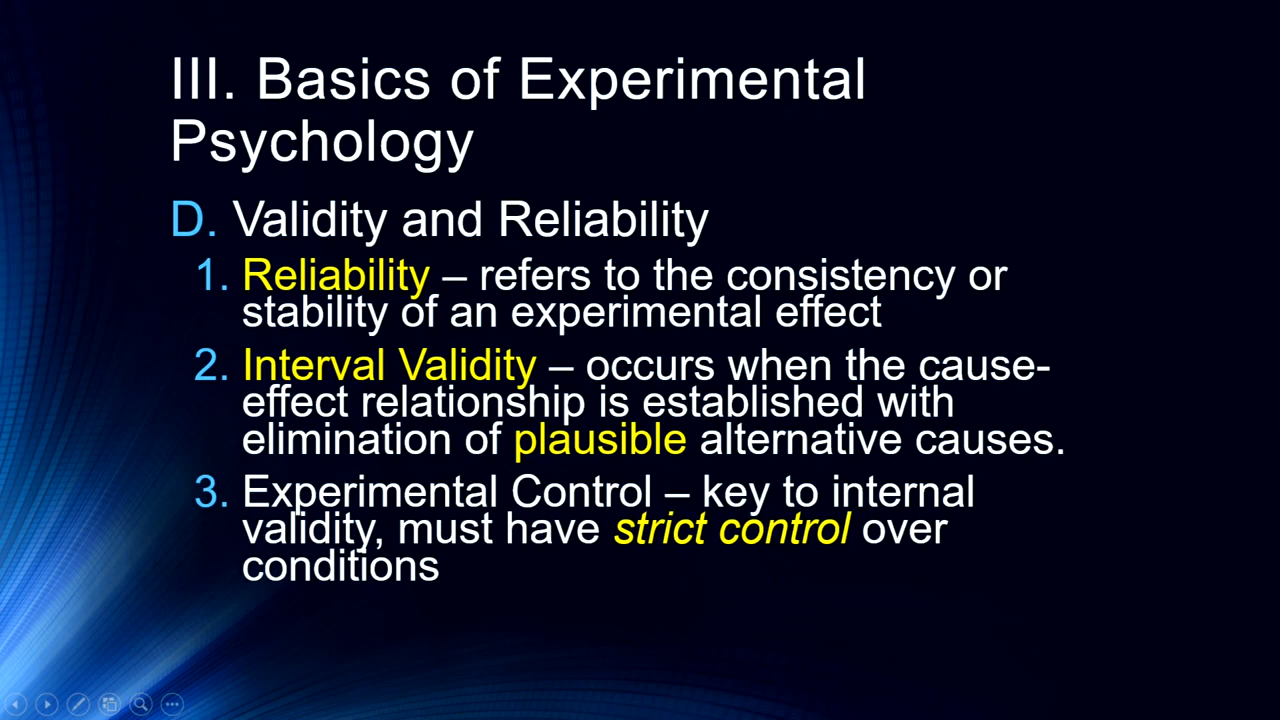 III. Basics of Experimental
Psychology
D. Validity and Reliability
1. Reliability – refers to the consistency or
stability of an experimental effect
2. Interval Validity – occurs when the cause-
effect relationship is established with
elimination of plausible alternative causes.
3. Experimental Control – key to internal
validity, must have strict control over
conditions